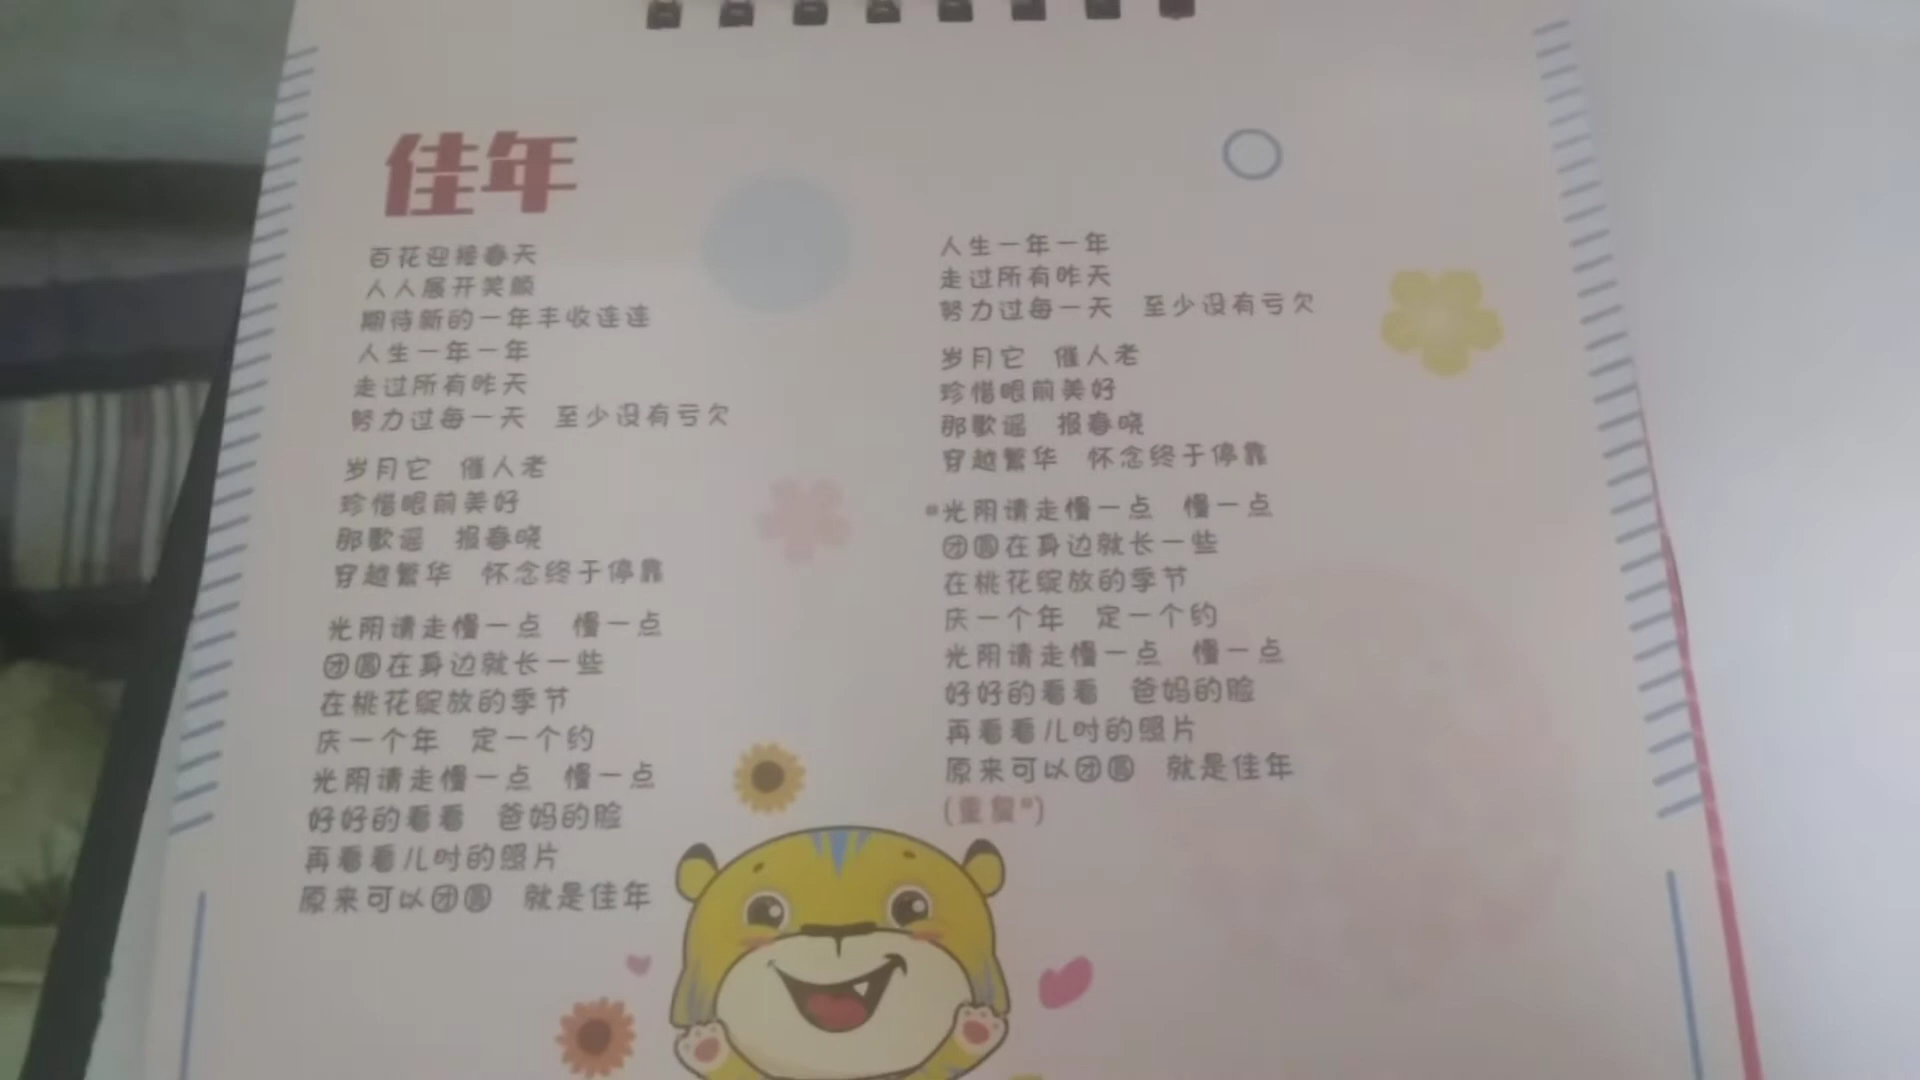 佳年
百花迎接春天
人人展开笑颜
期待新的一年丰收连连
人生一年一年
走过所有昨天
努力过每一天 至少没有亏欠
岁月它 催人老
珍惜眼前美好
那歌谣 报春晓
穿越繁华 怀念终于停靠
光阴请走慢一点 慢一点
团圆在身边就长一些
在桃花绽放的季节
庆一个年 定一个约
光阴请走慢一点 慢一点
好好的看看 爸妈的脸
再看看儿时的照片
原来可以团圆 就是佳年
人生一年一年
走过所有昨天
努力过每一天 至少没有亏欠
岁月它 催人老
珍惜眼前美好
那歌谣 报春晓
穿越繁华 怀念终于停靠
*光阴请走慢一点 慢一点
团圆在身边就长一些
在桃花绽放的季节
庆一个年 定一个约
光阴请走慢一点 慢一点
好好的看看 爸妈的脸
再看看儿时的照片
原来可以团圆 就是佳年
(重复*)